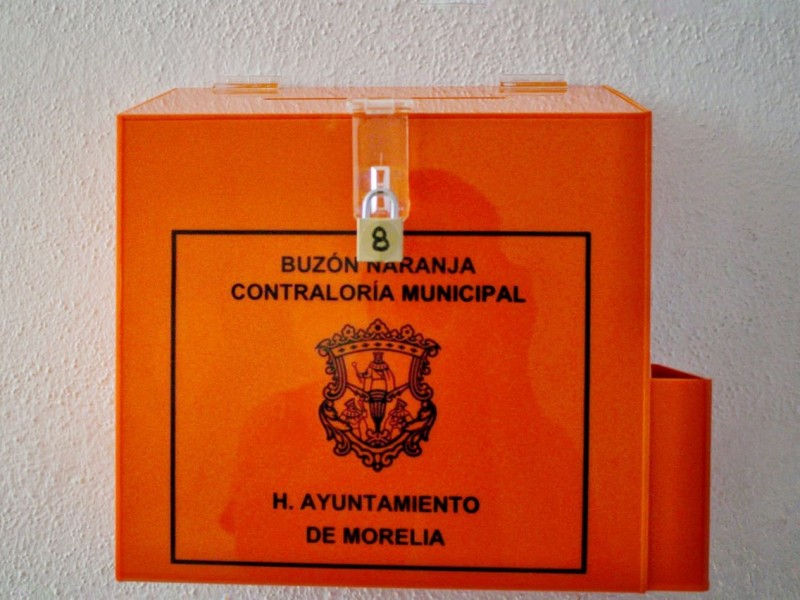 8
BUZÓN NARANJA
CONTRALORÍA MUNICIPAL
H. AYUNTAMIENTO
DE MORELIA